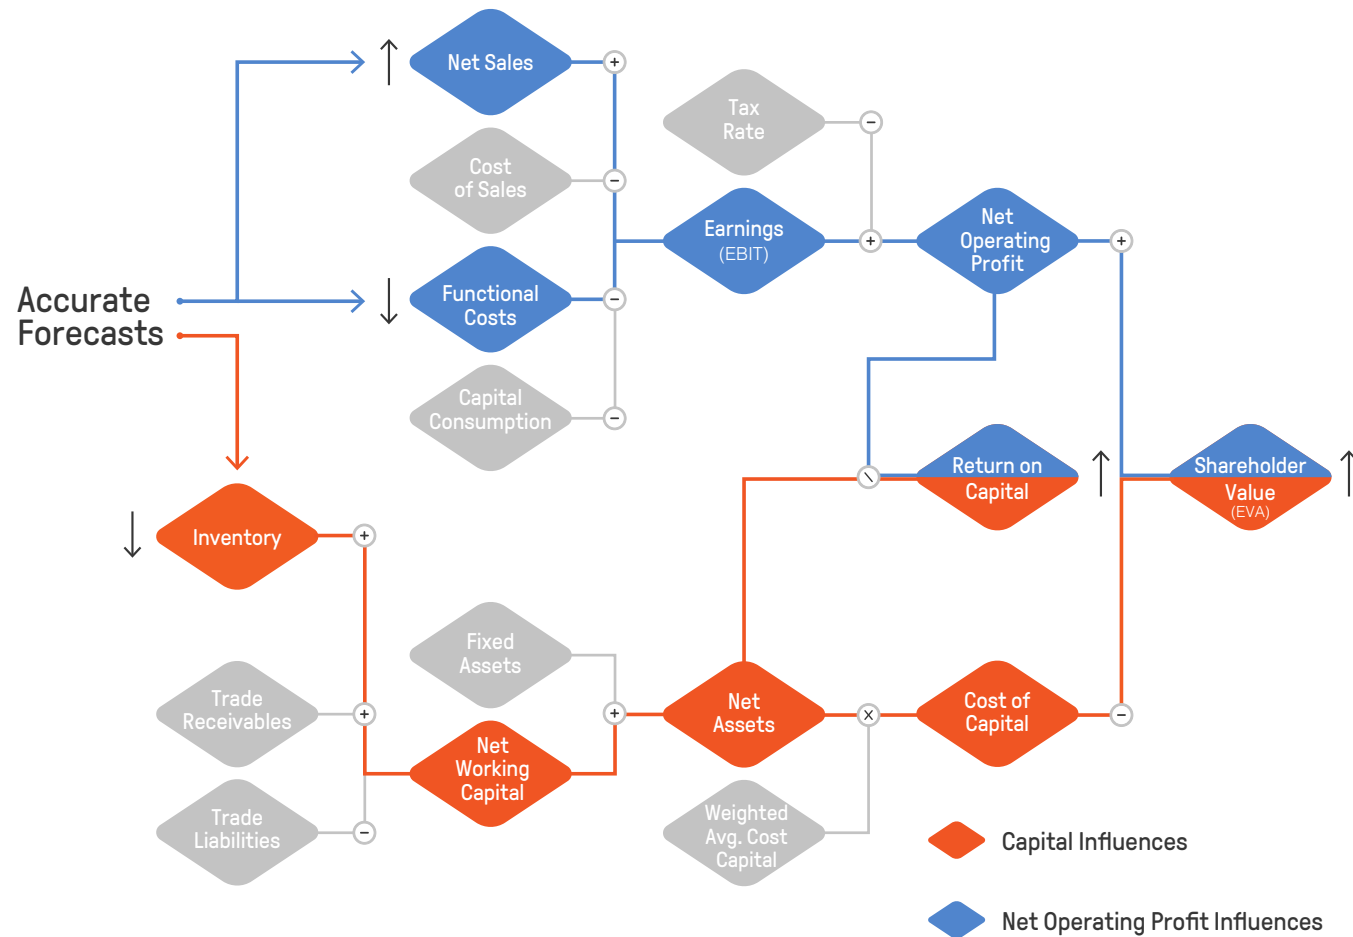 Net Sales
+
Tax
Rate
−
Cost
of Sales
−
Net
Operating
Profit
Earnings
(EBIT)
+
+
Accurate
Forecasts
Functional
Costs
−
Capital
Consumption
−
Return on
Capital
\
Shareholder
Value
(EVA)
Inventory
+
Fixed
Assets
Trade
Receivables
+
+
Net
Assets
X
Cost of
Capital
−
Net
Working
Capital
Trade
Liabilities
−
Weighted
Avg. Cost
Capital
Capital Influences
Net Operating Profit Influences